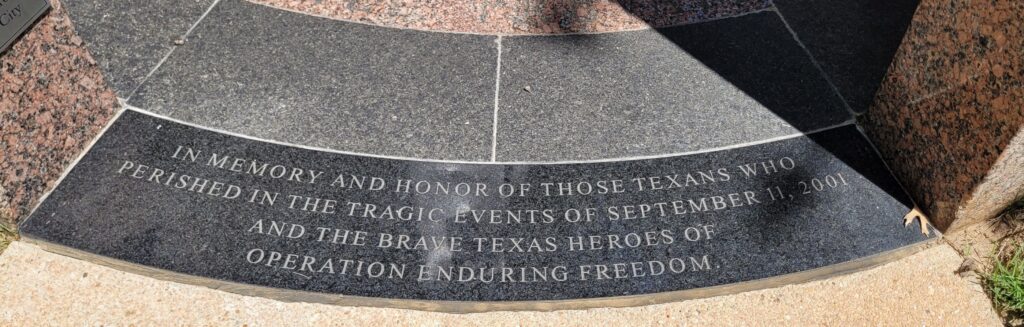 City
IN MEMORY AND HONOR OF THOSE TEXANS WHO
PERISHED IN THE TRAGIC EVENTS OF SEPTEMBER 11, 2001
AND THE BRAVE TEXAS HEROES OF
OPERATION ENDURING FREEDOM.